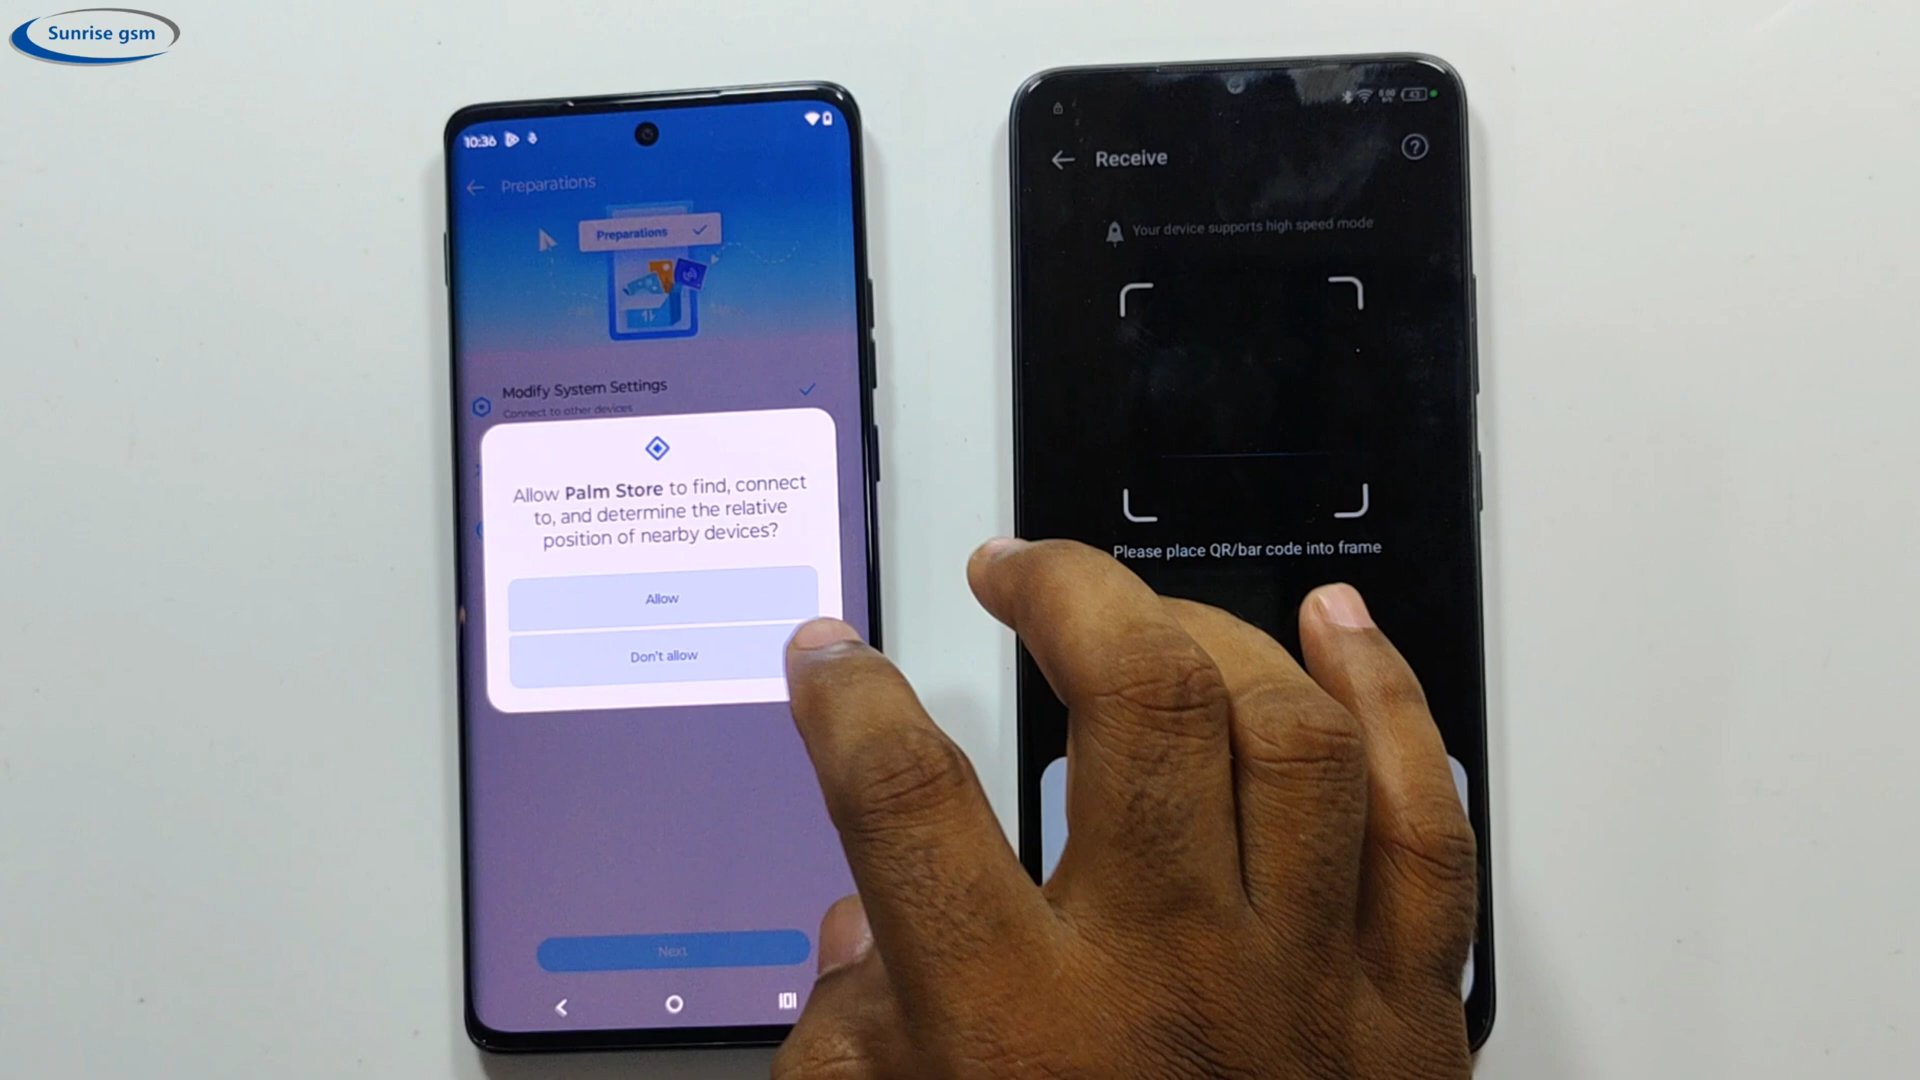 Sunrise gsm
10:36
Preparations
Preparations
Modify System Settings
Connect to other devices
Allow Palm Store to find, connect
to, and determine the relative
position of nearby devices?
Allow
Don't allow
Next
43
Receive
Your device supports high speed mode
Please place QR/bar code into frame